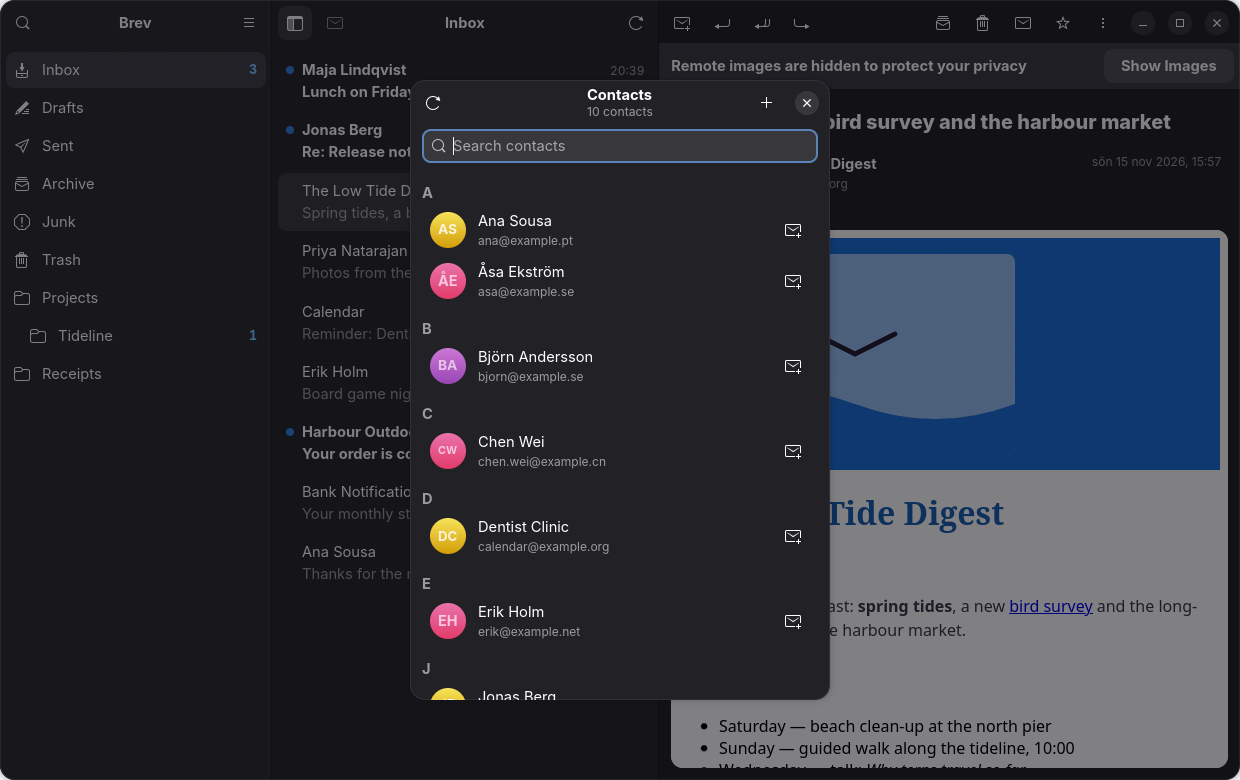 Brev
Inbox 3
Drafts
Sent
Archive
Junk
Trash
Projects
Tideline 1
Receipts
Inbox
Maja Lindqvist 20:39
Lunch on Friday
Jonas Berg
Re: Release not
The Low Tide D
Spring tides, a b
Priya Natarajan
Photos from the
Calendar
Reminder: Dent
Erik Holm
Board game nig
Harbour Outdo
Your order is co
Bank Notificatio
Your monthly st
Ana Sousa
Thanks for the r
Contacts
10 contacts
Search contacts
A
AS Ana Sousa
ana@example.pt
ÅE Åsa Ekström
asa@example.se
B
BA Björn Andersson
bjorn@example.se
C
CW Chen Wei
chen.wei@example.cn
D
DC Dentist Clinic
calendar@example.org
E
EH Erik Holm
erik@example.net
J
Jonas Berg
Remote images are hidden to protect your privacy Show Images
bird survey and the harbour market
Digest sön 15 nov 2026, 15:57
org
Tide Digest
ast: spring tides, a new bird survey and the long-
e harbour market.
Saturday — beach clean-up at the north pier
Sunday — guided walk along the tideline, 10:00